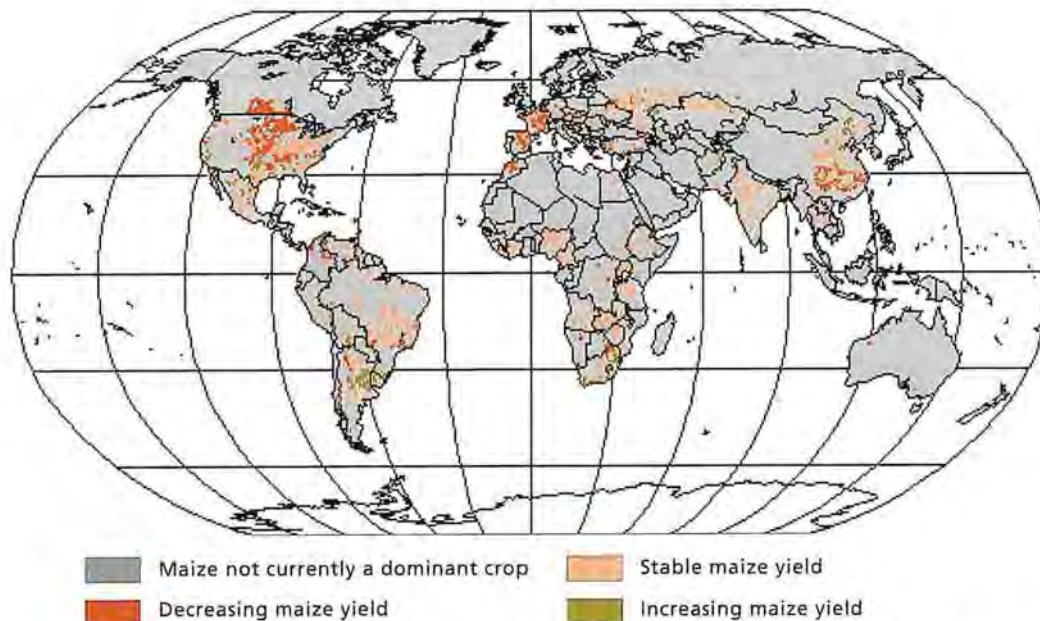 Maize not currently a dominant crop
Stable maize yield
Decreasing maize yield
Increasing maize yield